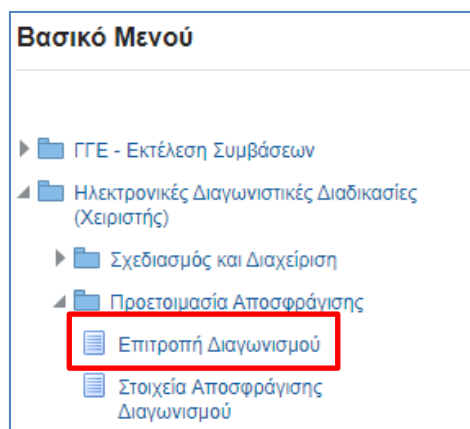 Βασικό Μενού
ΓΓΕ - Εκτέλεση Συμβάσεων
Ηλεκτρονικές Διαγωνιστικές Διαδικασίες
(Χειριστής)
Σχεδιασμός και Διαχείριση
Προετοιμασία Αποσφράγισης
Επιτροπή Διαγωνισμού
Στοιχεία Αποσφράγισης
Διαγωνισμού